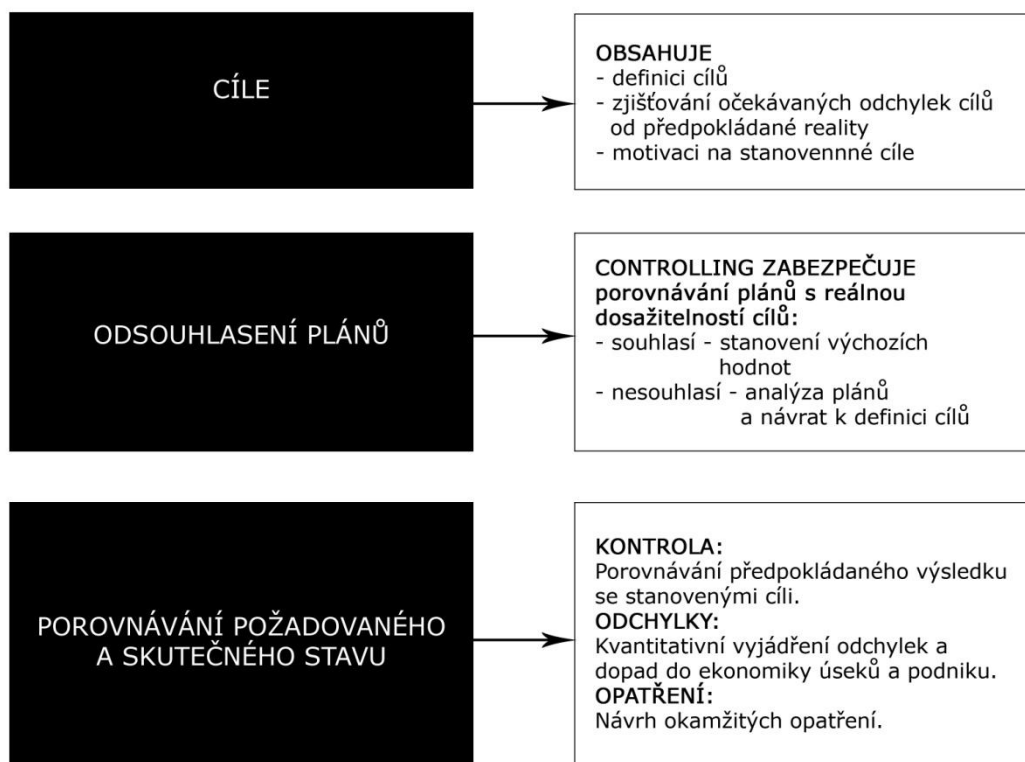 CÍLE
OBSAHUJE
- definici cílů
- zjišťování očekávaných odchylek cílů
od předpokládané reality
- motivaci na stanovennné cíle
ODSOUHLASENÍ PLÁNŮ
CONTROLLING ZABEZPEČUJE
porovnávání plánů s reálnou
dosažitelností cílů:
- souhlasí - stanovení výchozích
hodnot
- nesouhlasí - analýza plánů
a návrat k definici cílů
POROVNÁVÁNÍ POŽADOVANÉHO
A SKUTEČNÉHO STAVU
KONTROLA:
Porovnávání předpokládaného výsledku
se stanovenými cíli.
ODCHYLKY:
Kvantitativní vyjádření odchylek a
dopad do ekonomiky úseků a podniku.
OPATŘENÍ:
Návrh okamžitých opatření.